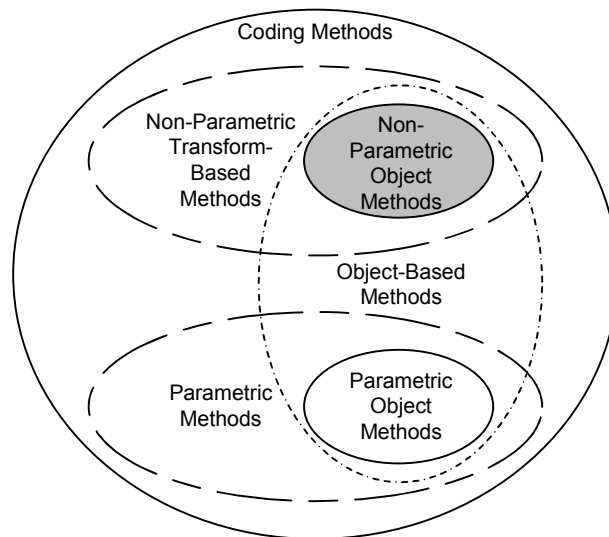 Coding Methods
Non-Parametric
Transform-
Based
Methods
Non-
Parametric
Object
Methods
Object-Based
Methods
Parametric
Methods
Parametric
Object
Methods